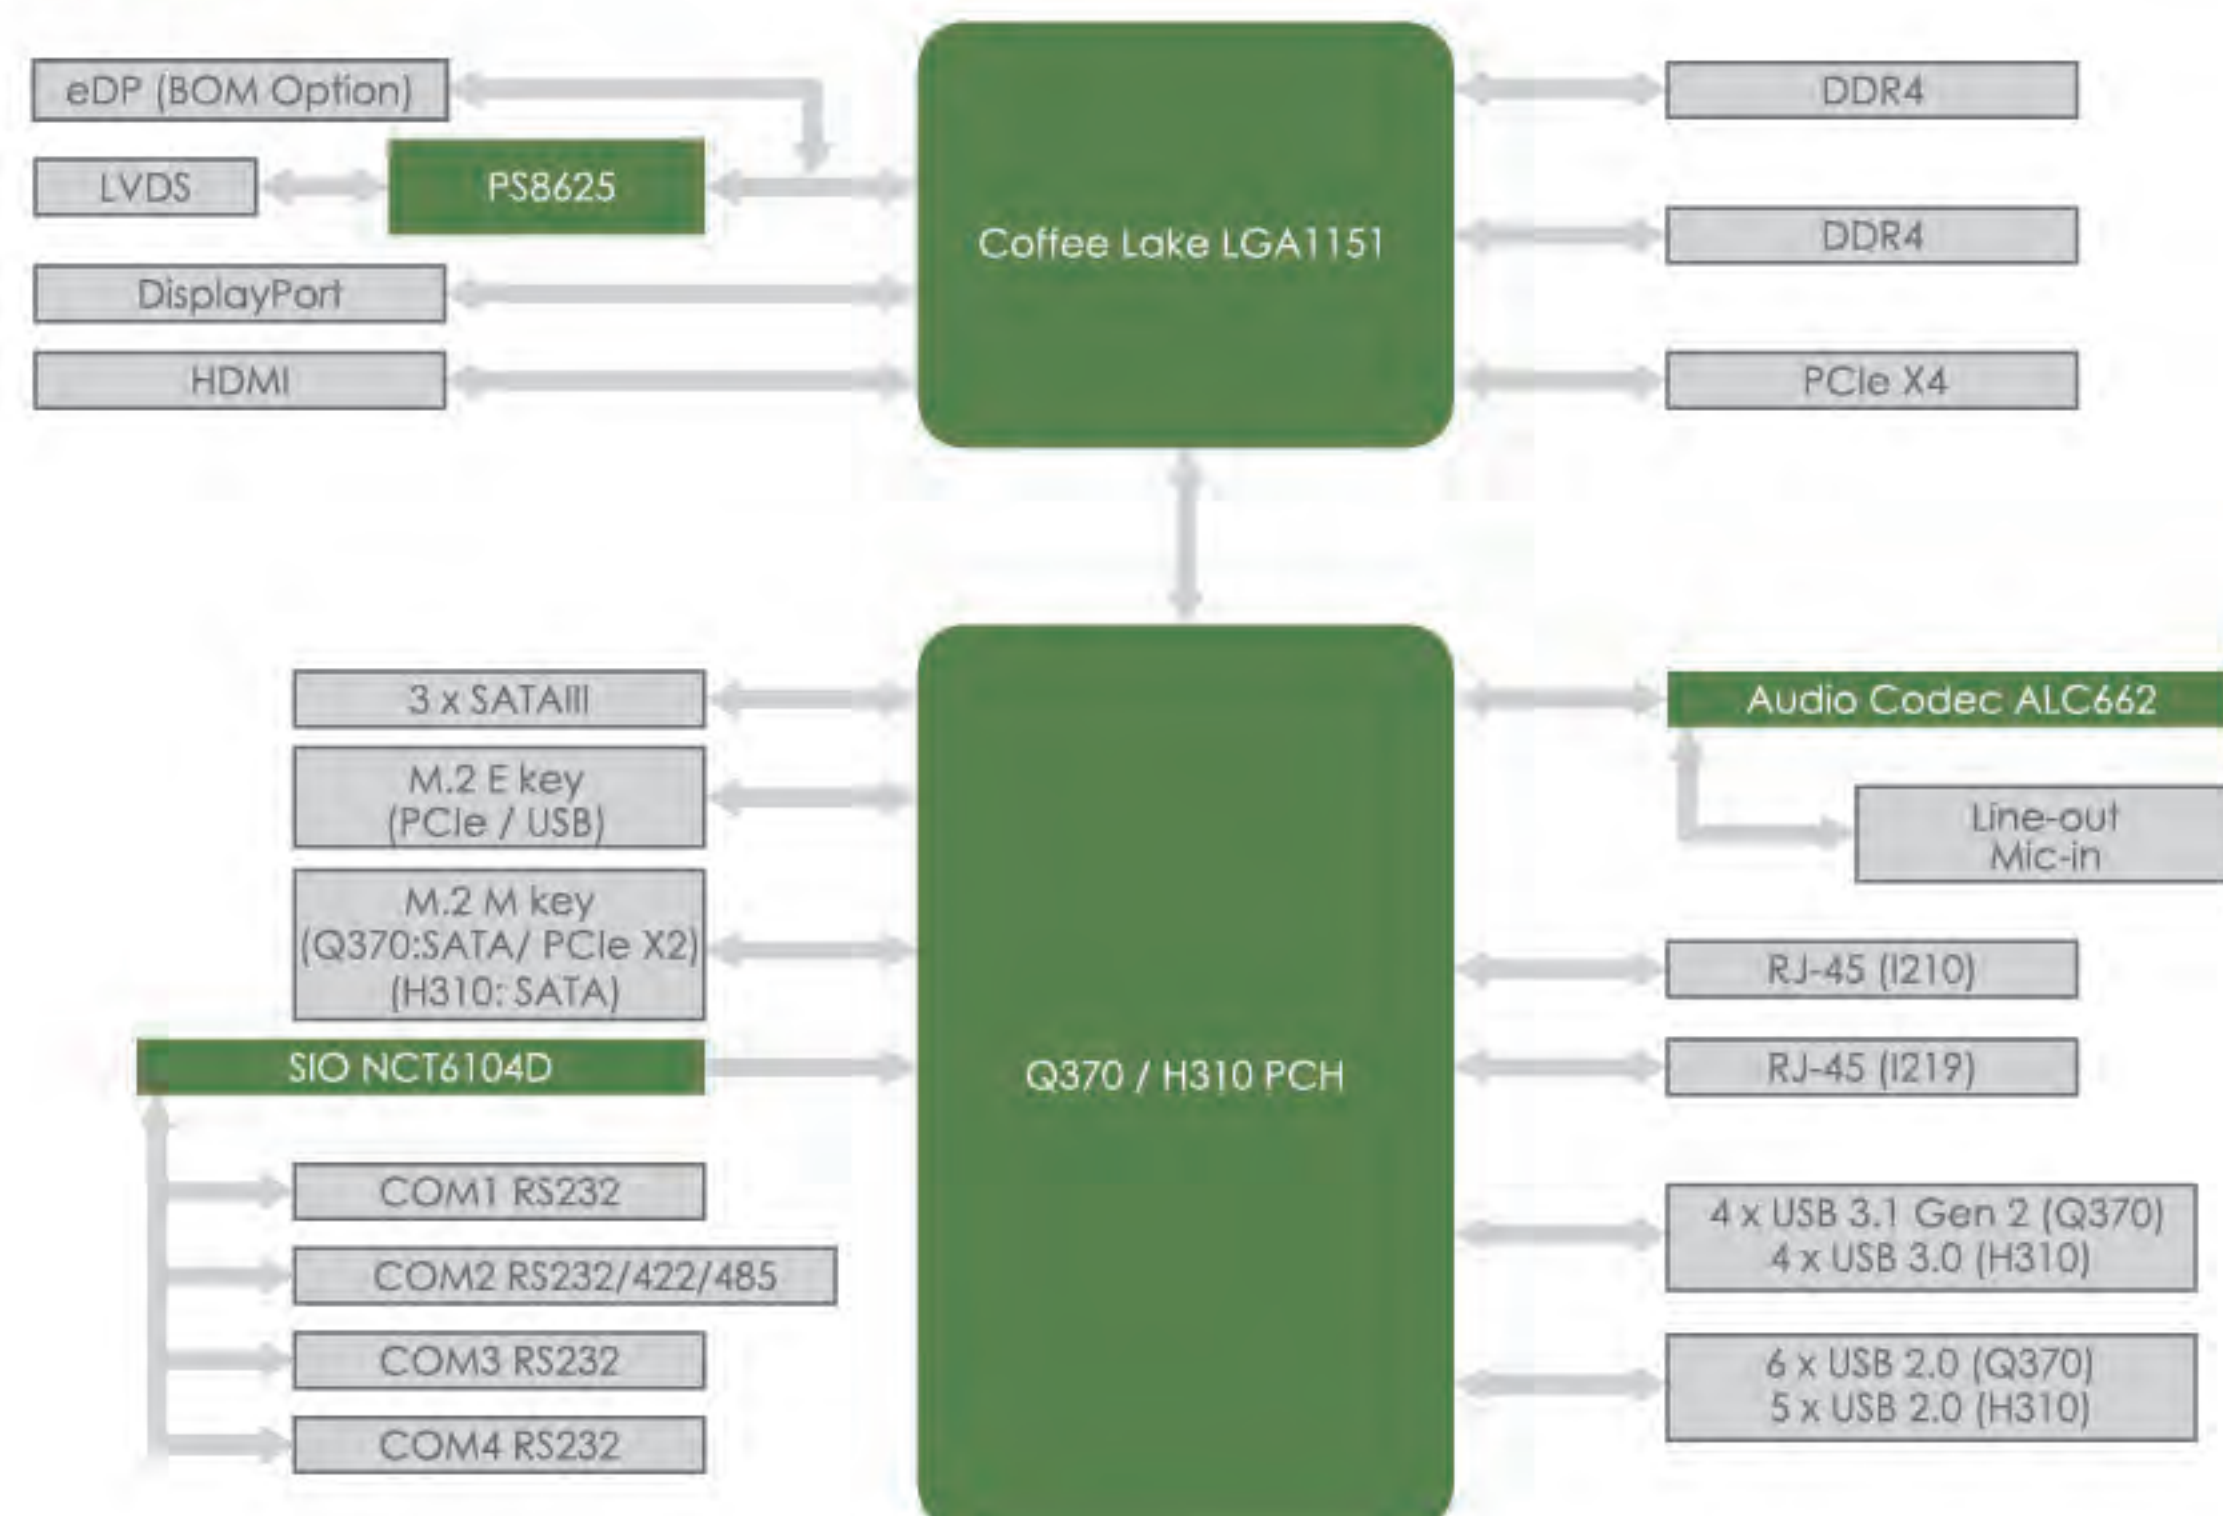 eDP (BOM Option)
LVDS
PS8625
DisplayPort
HDMI
Coffee Lake LGA1151
DDR4
DDR4
PCIe X4
3 x SATAIII
M.2 E key
(PCIe / USB)
M.2 M key
(Q370:SATA/ PCIe X2)
(H310: SATA)
SIO NCT6104D
COM1 RS232
COM2 RS232/422/485
COM3 RS232
COM4 RS232
Q370 / H310 PCH
Audio Codec ALC662
Line-out
Mic-in
RJ-45 (I210)
RJ-45 (I219)
4 x USB 3.1 Gen 2 (Q370)
4 x USB 3.0 (H310)
6 x USB 2.0 (Q370)
5 x USB 2.0 (H310)